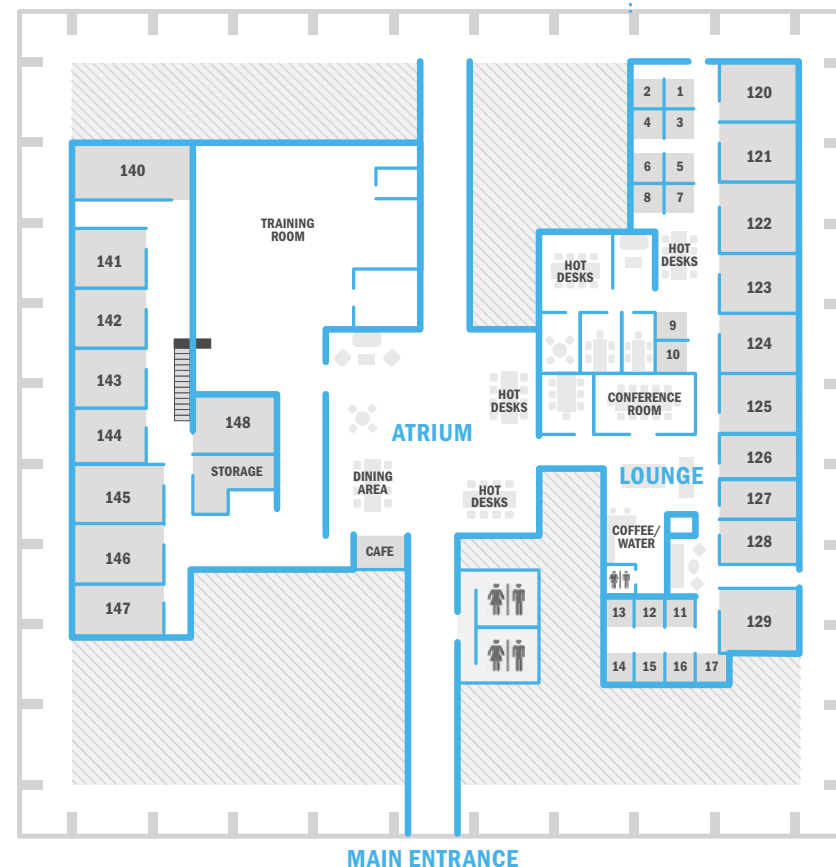 2 1
120
4 3
121
6 5
140
8 7
122
TRAINING
ROOM
HOT
DESKS
HOT
DESKS
141
123
142
9
124
10
143
HOT
DESKS
CONFERENCE
ROOM
125
148
ATRIUM
144
126
STORAGE
DINING
AREA
LOUNGE
145
HOT
DESKS
127
COFFEE/
WATER
128
CAFE
146
147
13 12 11
129
14 15 16 17
MAIN ENTRANCE